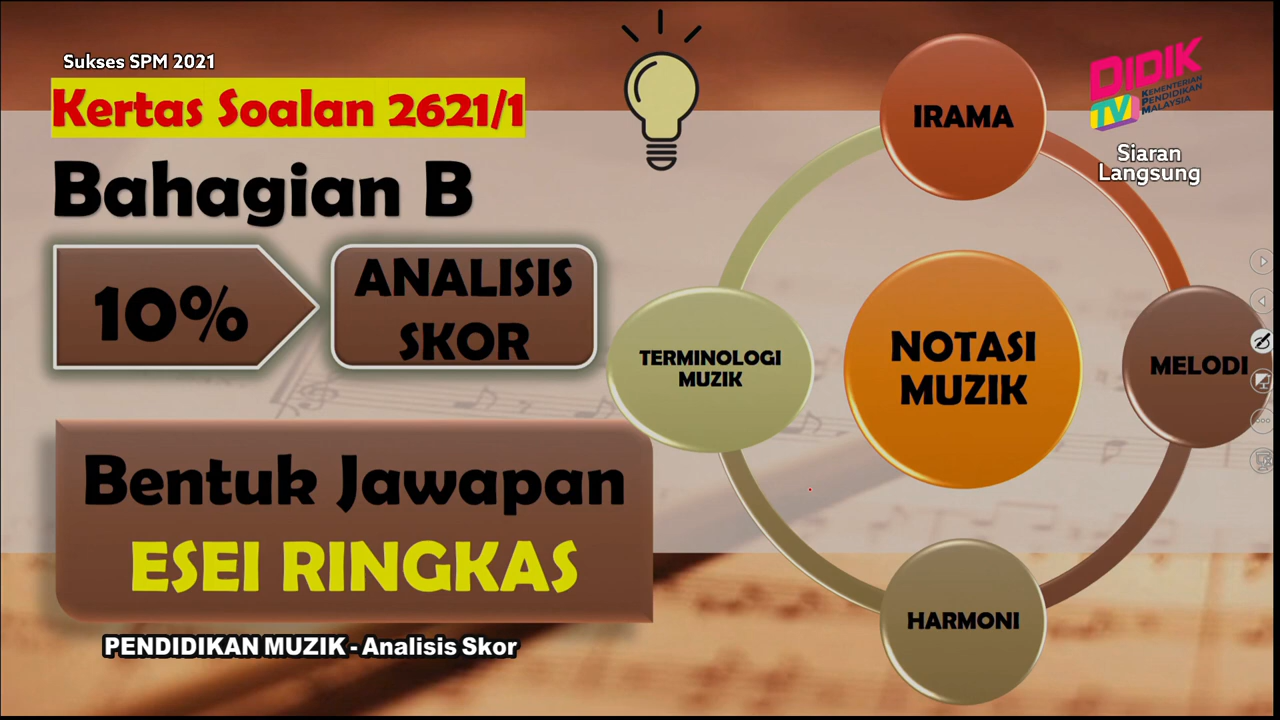 Sukses SPM 2021
Kertas Soalan 2621/1
Bahagian B
10%
ANALISIS
SKOR
Bentuk Jawapan
ESEI RINGKAS
PENDIDIKAN MUZIK - Analisis Skor
IRAMA
TERMINOLOGI
MUZIK
NOTASI
MUZIK
MELODI
HARMONI
DIDIK
TV
KEMENTERIAN
PENDIDIKAN
MALAYSIA
Siaran
Langsung